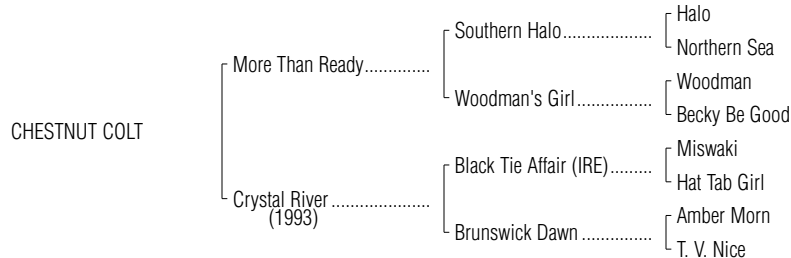 Halo
Southern Halo...................
Northern Sea
More Than Ready..............
Woodman
Woodman's Girl................
Becky Be Good
CHESTNUT COLT
Miswaki
Black Tie Affair (IRE).........
Hat Tab Girl
Crystal River .....................
(1993)
Amber Morn
Brunswick Dawn ...............
T. V. Nice